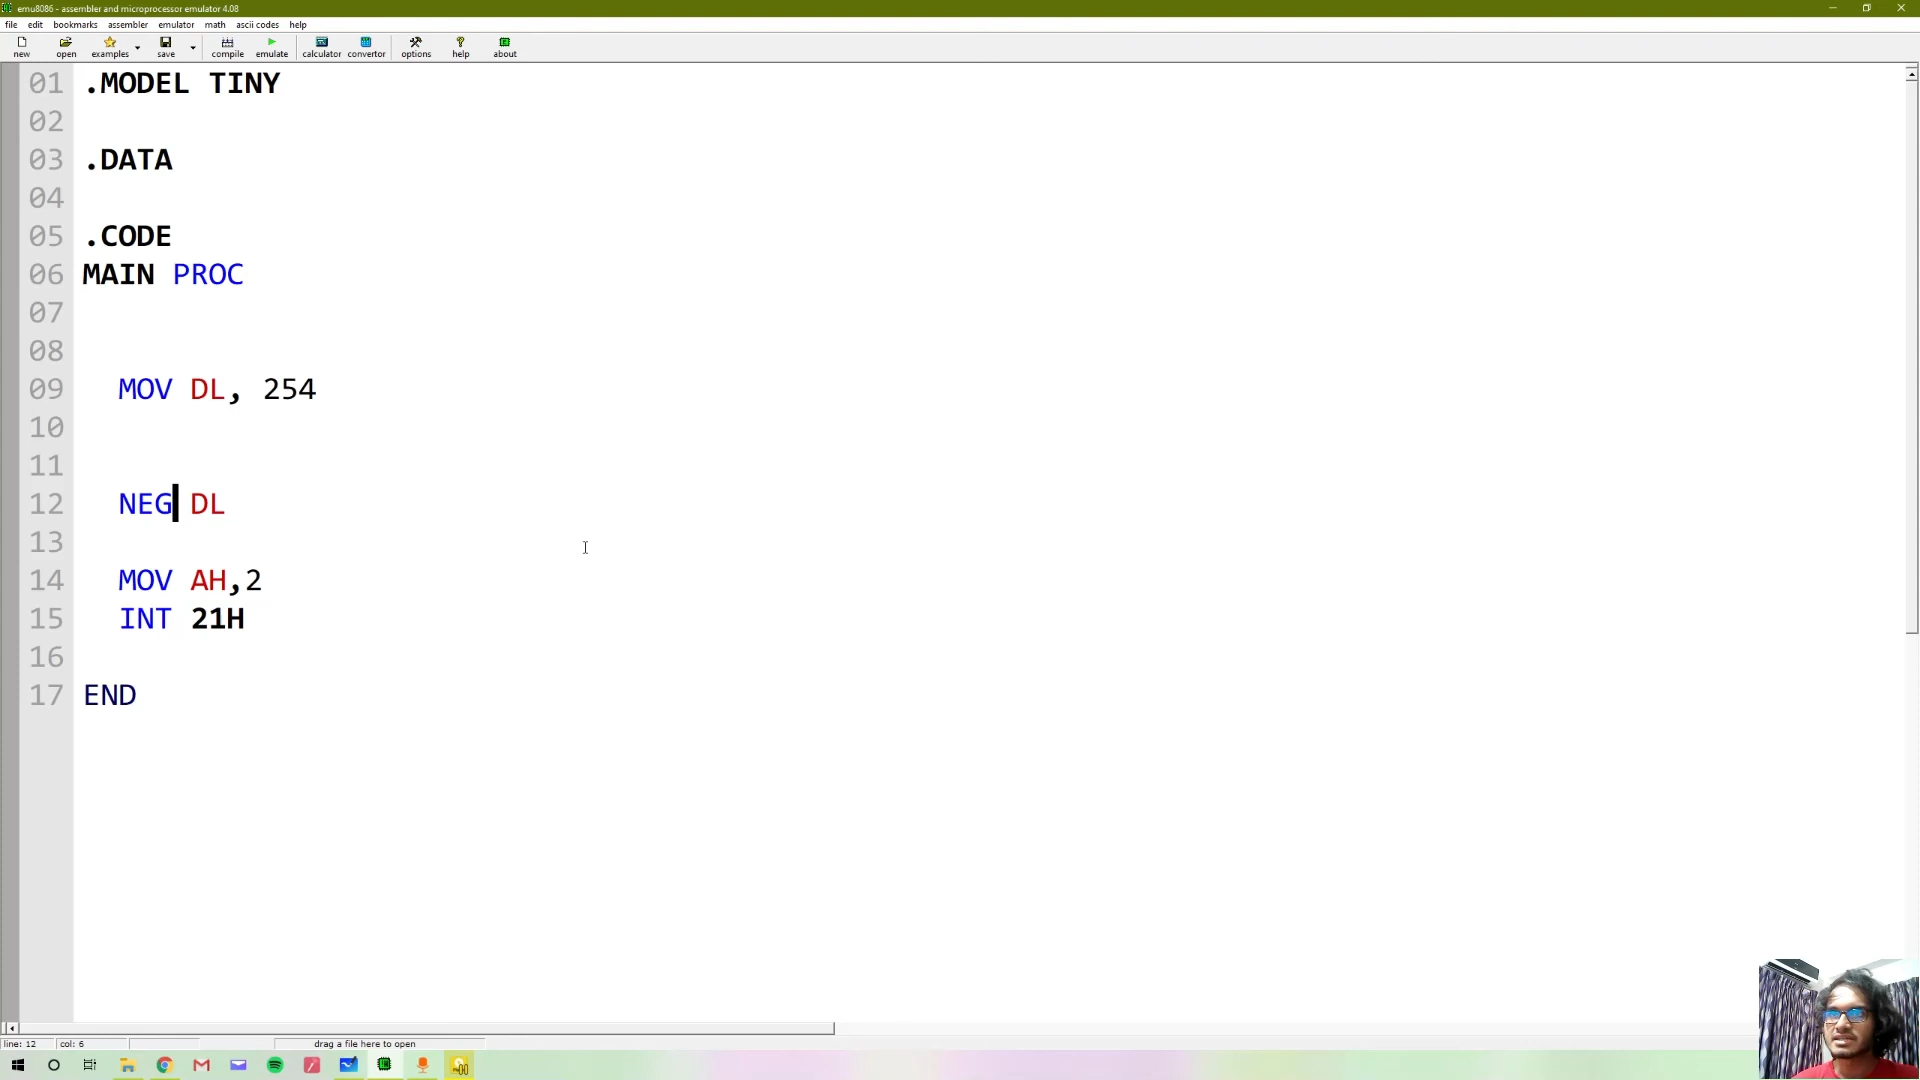 emu8086 - assembler and microprocessor emulator 4.08
file edit bookmarks assembler emulator math ascii codes help
new open examples save compile emulate calculator convertor options help about
01 .MODEL TINY
02
03 .DATA
04
05 .CODE
06 MAIN PROC
07
08
09 MOV DL, 254
10
11
12 NEG DL
13
14 MOV AH,2
15 INT 21H
16
17 END
line: 12 col: 6 drag a file here to open